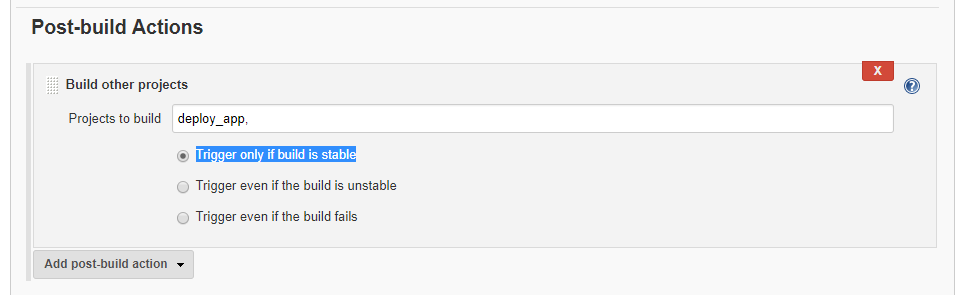 Post-build Actions
X
Build other projects
?
Projects to build deploy_app,
Trigger only if build is stable
Trigger even if the build is unstable
Trigger even if the build fails
Add post-build action